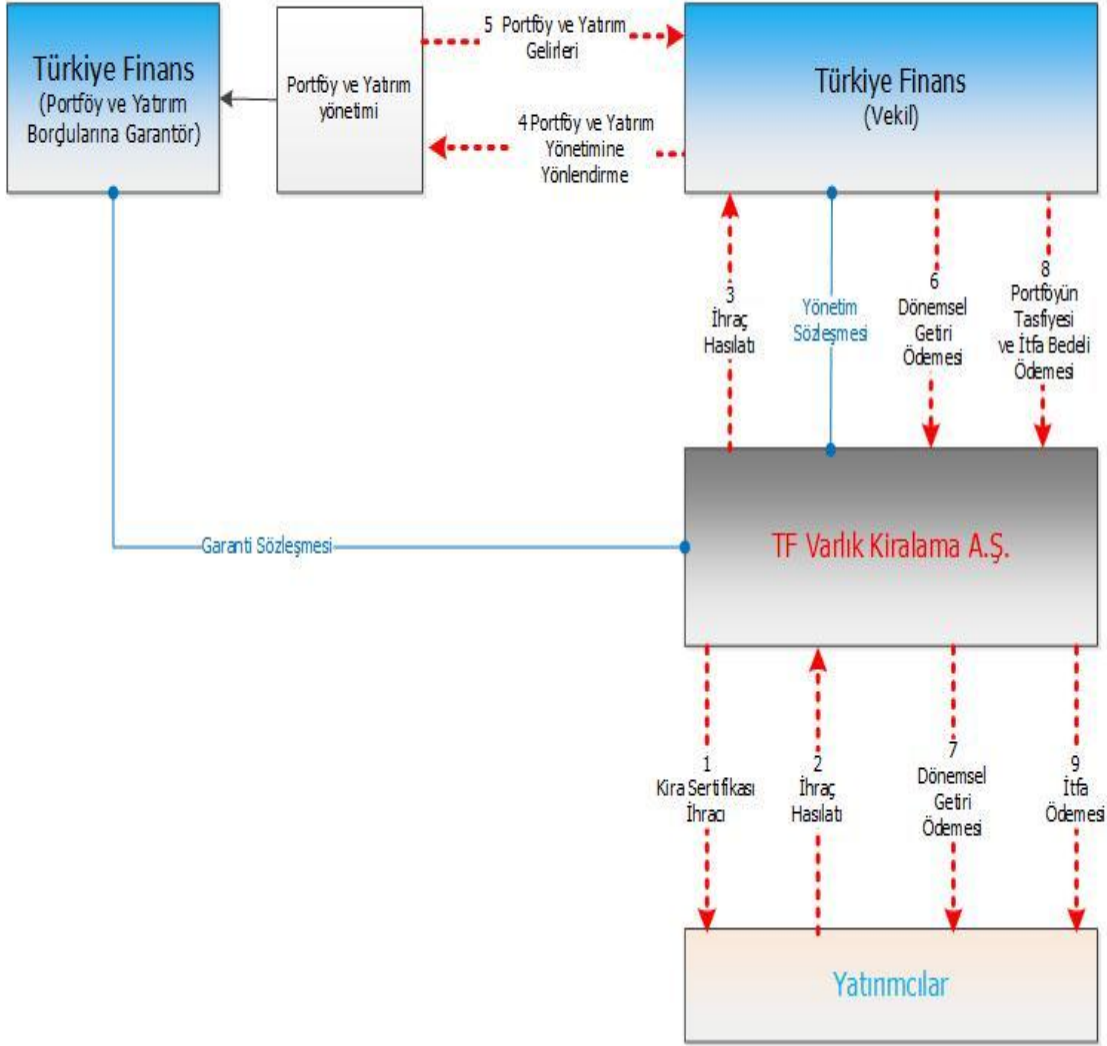 Türkiye Finans
(Portföy ve Yatırım
Borçlularına Garantör)
Portföy ve Yatırım
yönetimi
5 Portföy ve Yatırım
Gelirleri
4 Portföy ve Yatırım
Yönetimine
Yönlendirme
Türkiye Finans
(Vekil)
3
İhraç
Hasılatı
Yönetim
Sözleşmesi
6
Dönemsel
Getiri
Ödemesi
8
Portföyün
Tasfiyesi
ve İtfa Bedeli
Ödemesi
Garanti Sözleşmesi
TF Varlık Kiralama A.Ş.
1
Kira Sertifikası
İhracı
2
İhraç
Hasılatı
7
Dönemsel
Getiri
Ödemesi
9
İtfa
Ödemesi
Yatırımcılar